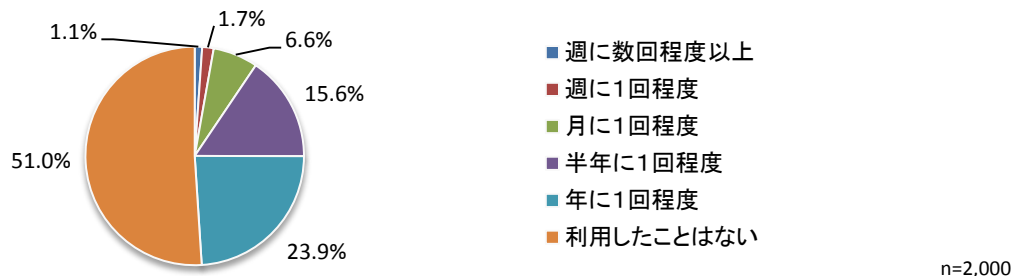 1.1%
1.7%
6.6%
15.6%
23.9%
51.0%
週に数回程度以上
週に1回程度
月に1回程度
半年に1回程度
年に1回程度
利用したことはない
n=2,000